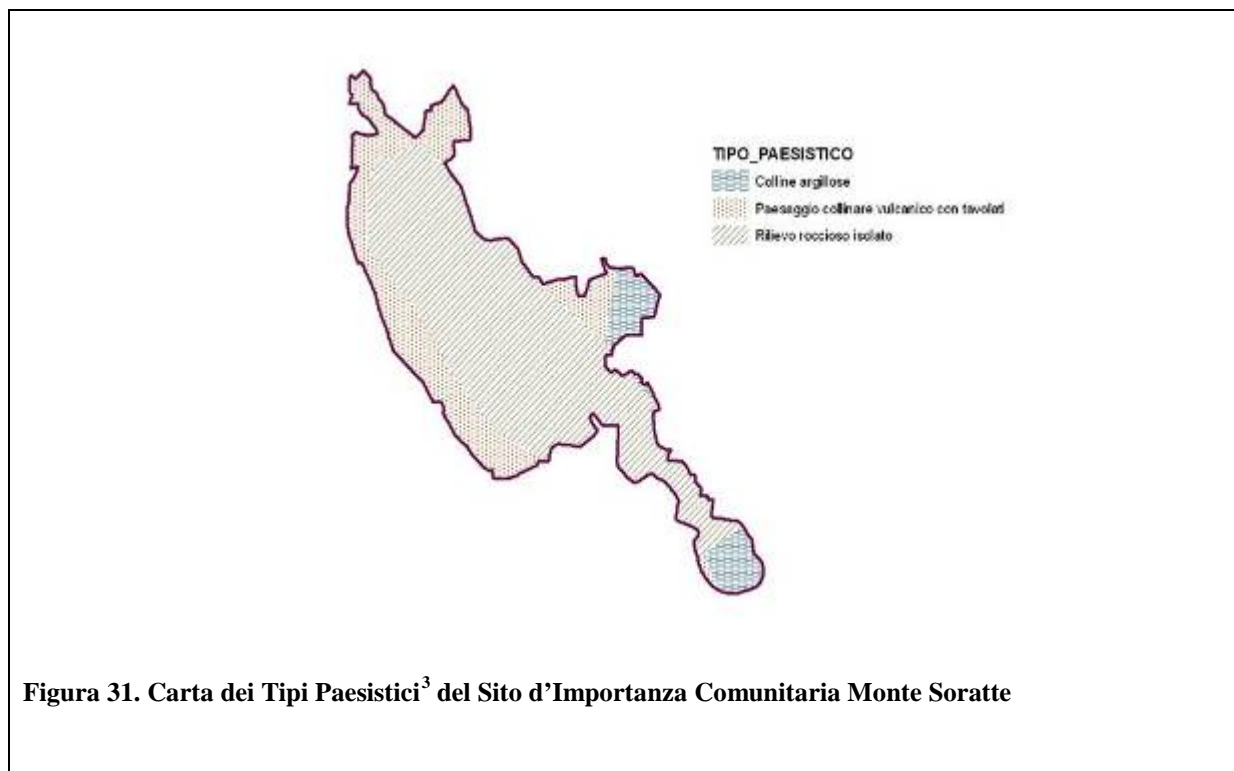 TIPO_PAESISTICO
Colline argillose
Paesaggio collinare vulcanico con tavolati
Rilievo roccioso isolato
Figura 31. Carta dei Tipi Paesistici³ del Sito d’Importanza Comunitaria Monte Soratte